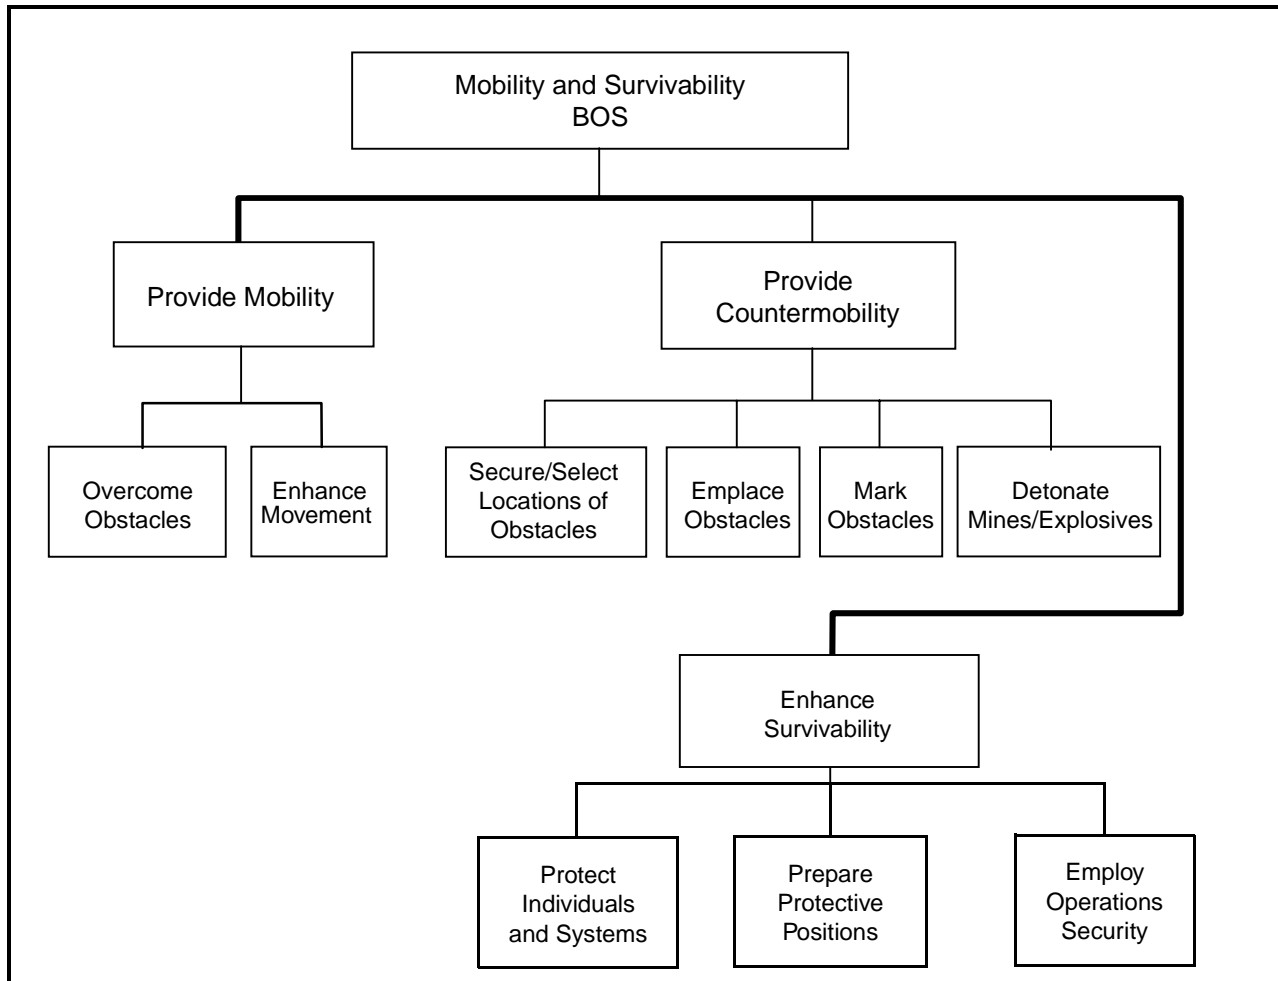 Mobility and Survivability
BOS
Provide Mobility
Provide
Countermobility
Overcome
Obstacles
Enhance
Movement
Secure/Select
Locations of
Obstacles
Emplace
Obstacles
Mark
Obstacles
Detonate
Mines/Explosives
Enhance
Survivability
Protect
Individuals
and Systems
Prepare
Protective
Positions
Employ
Operations
Security